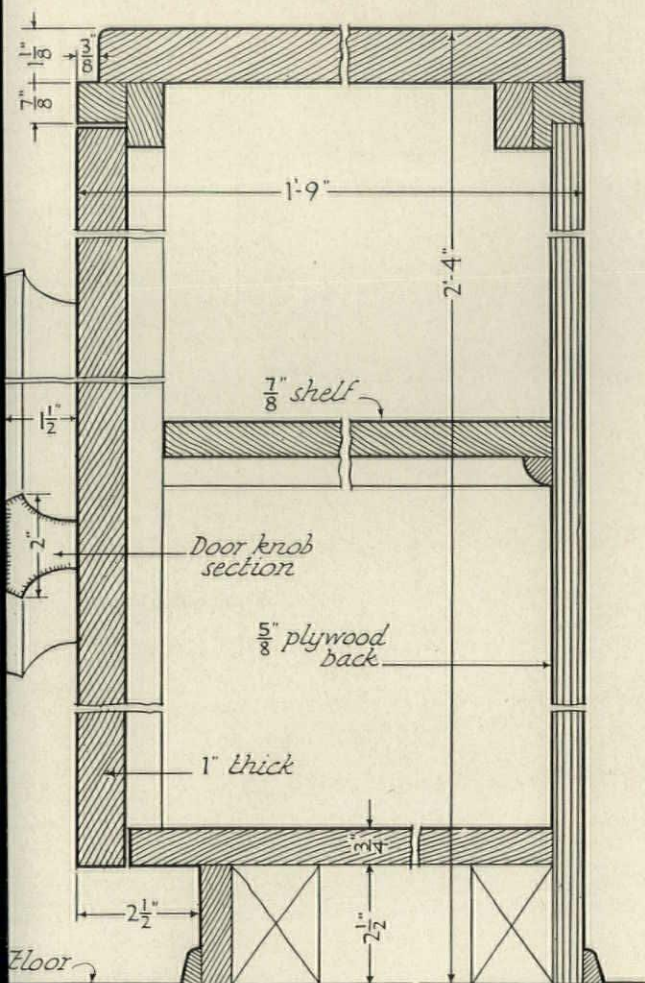 1 1/8"
3/8"
7/8"
1'-9"
2'-4"
7/8" shelf
1 1/2"
2"
Door knob
section
5/8" plywood
back
1" thick
3/4"
2 1/2"
2 1/2"
Floor